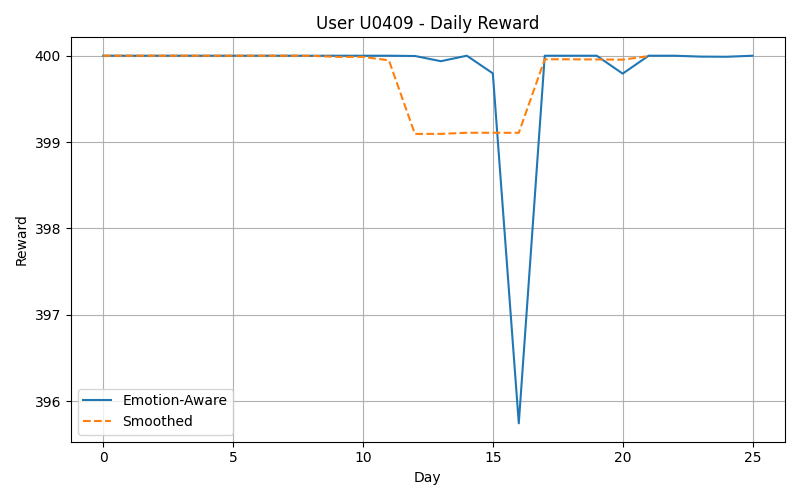 User U0409 - Daily Reward
400
399
398
397
396
Reward
Emotion-Aware
Smoothed
0 5 10 15 20 25
Day